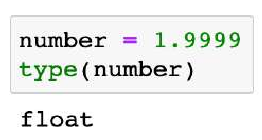 number = 1.9999
type(number)
float